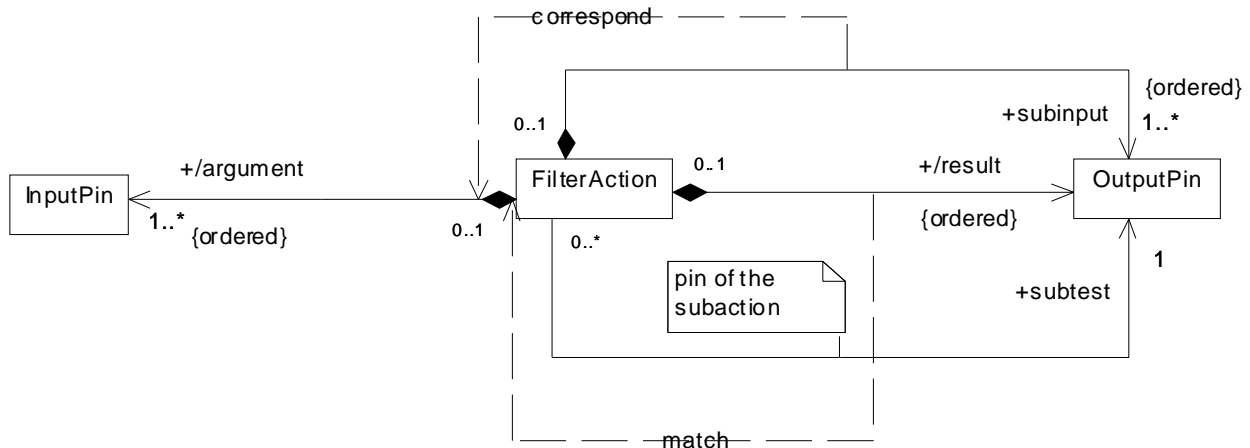 correspond
{ordered}
+subinput
1..*
0..1
+/argument
FilterAction
0..1
+/result
OutputPin
InputPin
1..*
{ordered}
0..1
0..*
{ordered}
1
pin of the
subaction
+subtest
match